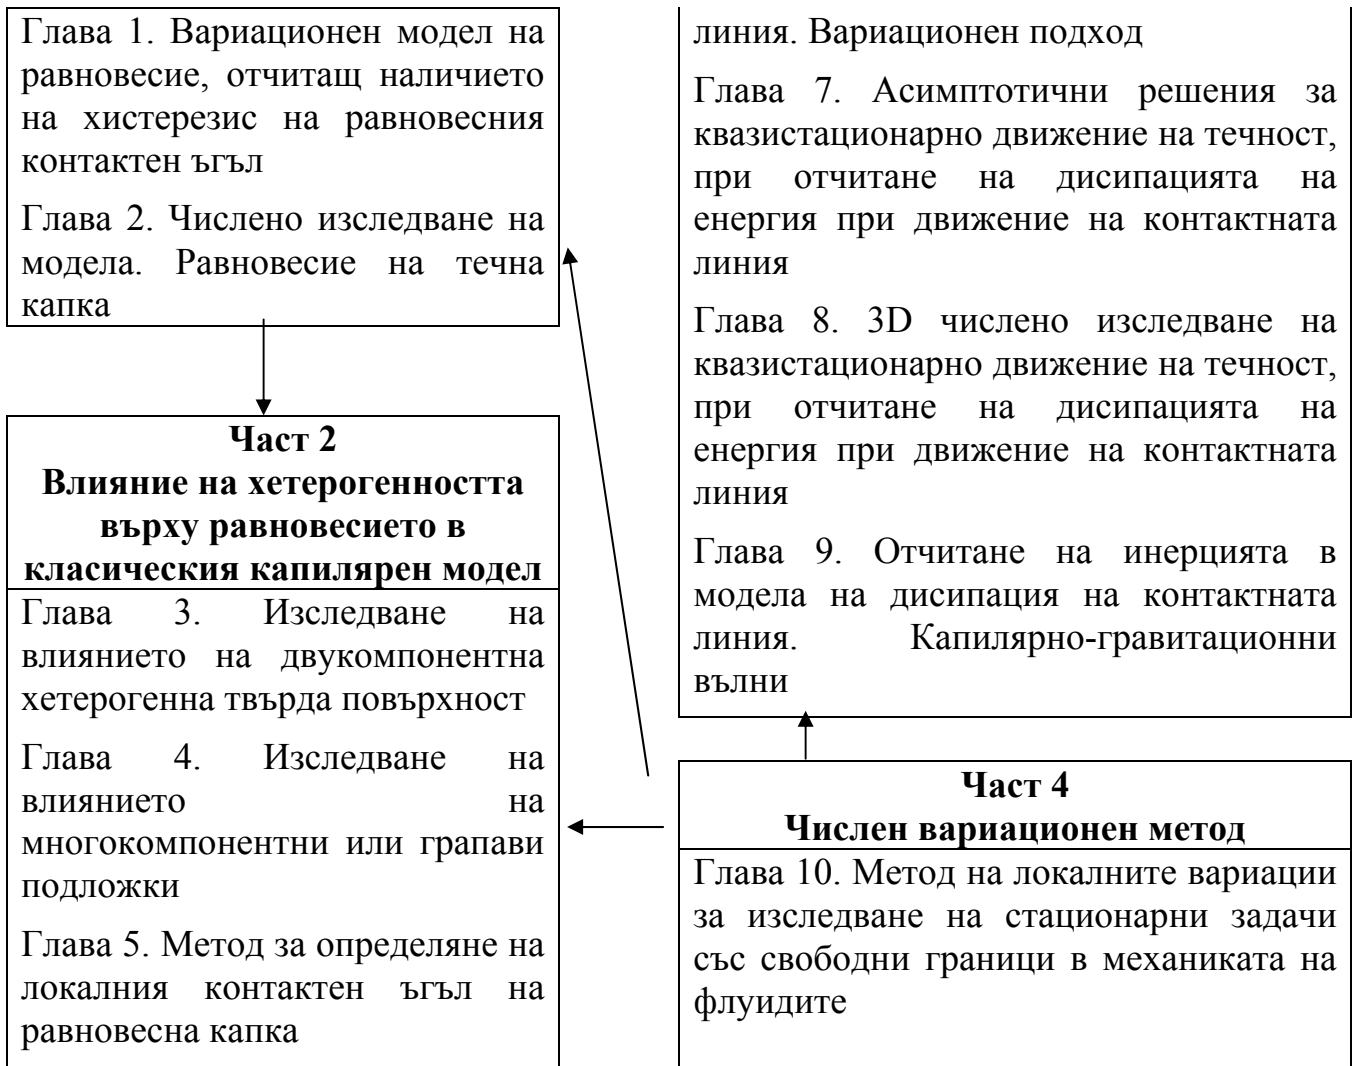 Глава 1. Вариационен модел на
равновесие, отчитащ наличието
на хистерезис на равновесния
контактен ъгъл
Глава 2. Числено изследване на
модела. Равновесие на течна
капка
Част 2
Влияние на хетерогенността
върху равновесието в
класическия капилярен модел
Глава 3. Изследване на
влиянието на двукомпонентна
хетерогенна твърда повърхност
Глава 4. Изследване на
влиянието на
многокомпонентни или грапави
подложки
Глава 5. Метод за определяне на
локалния контактен ъгъл на
равновесна капка
линия. Вариационен подход
Глава 7. Асимптотични решения за
квазистационарно движение на течност,
при отчитане на дисипацията на
енергия при движение на контактната
линия
Глава 8. 3D числено изследване на
квазистационарно движение на течност,
при отчитане на дисипацията на
енергия при движение на контактната
линия
Глава 9. Отчитане на инерцията в
модела на дисипация на контактната
линия. Капилярно-гравитационни
вълни
Част 4
Числен вариационен метод
Глава 10. Метод на локалните вариации
за изследване на стационарни задачи
със свободни граници в механиката на
флуидите